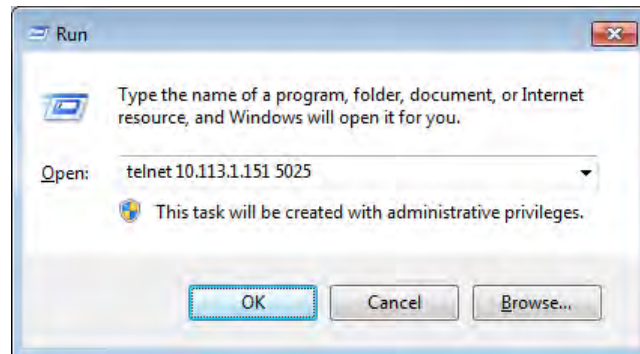 Run
Type the name of a program, folder, document, or Internet
resource, and Windows will open it for you.
Open: telnet 10.113.1.151 5025
This task will be created with administrative privileges.
OK Cancel Browse...